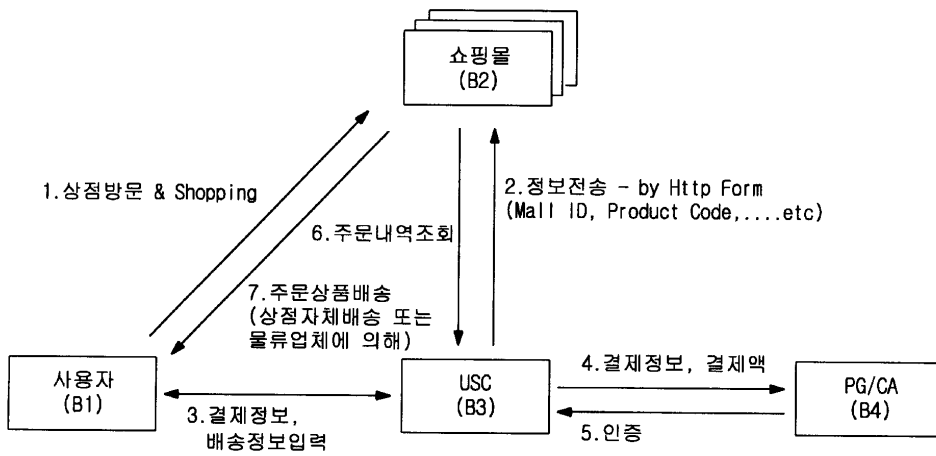 쇼핑몰
(B2)
1.상점방문 & Shopping
2.정보전송 - by Http Form
(Mall ID, Product Code,....etc)
6.주문내역조회
7.주문상품배송
(상점자체배송 또는
물류업체에 의해)
사용자
(B1)
USC
(B3)
4.결제정보, 결제액
PG/CA
(B4)
3.결제정보,
배송정보입력
5.인증